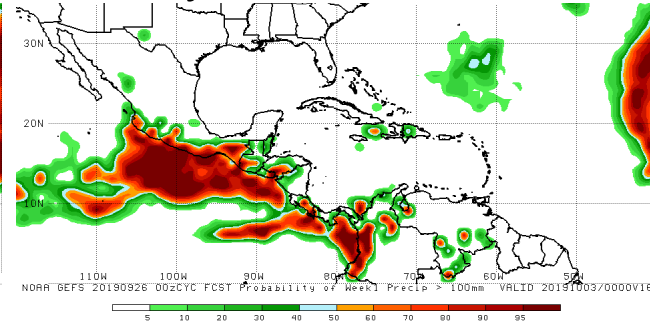 30N
20N
10N
110W 100W 90W 80W 70W 60W 50W
NOAA GEFS 20190926 00zCYC FCST Probability of Week1 Precip > 100mm VALID 20191003/0000V16
5 10 20 30 40 50 60 70 80 90 95